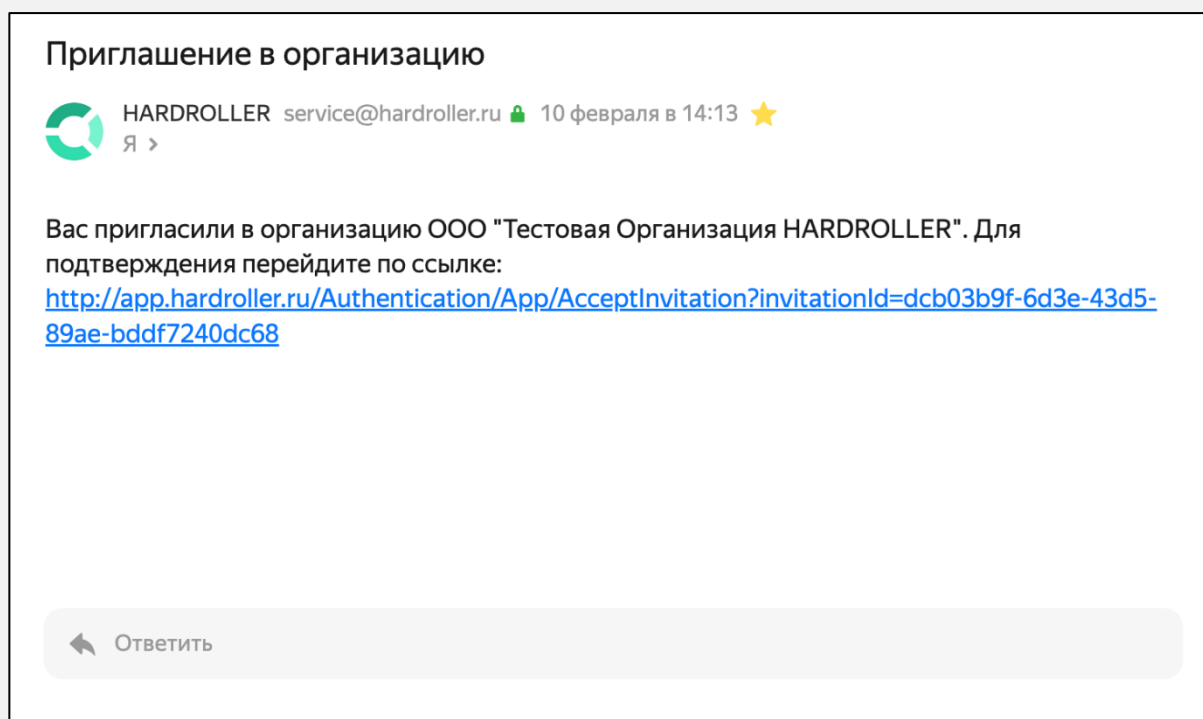 Приглашение в организацию
HARDROLLER service@hardroller.ru 10 февраля в 14:13
Я >
Вас пригласили в организацию ООО "Тестовая Организация HARDROLLER". Для
подтверждения перейдите по ссылке:
http://app.hardroller.ru/Authentication/App/AcceptInvitation?invitationId=dcb03b9f-6d3e-43d5-
89ae-bddf7240dc68
Ответить